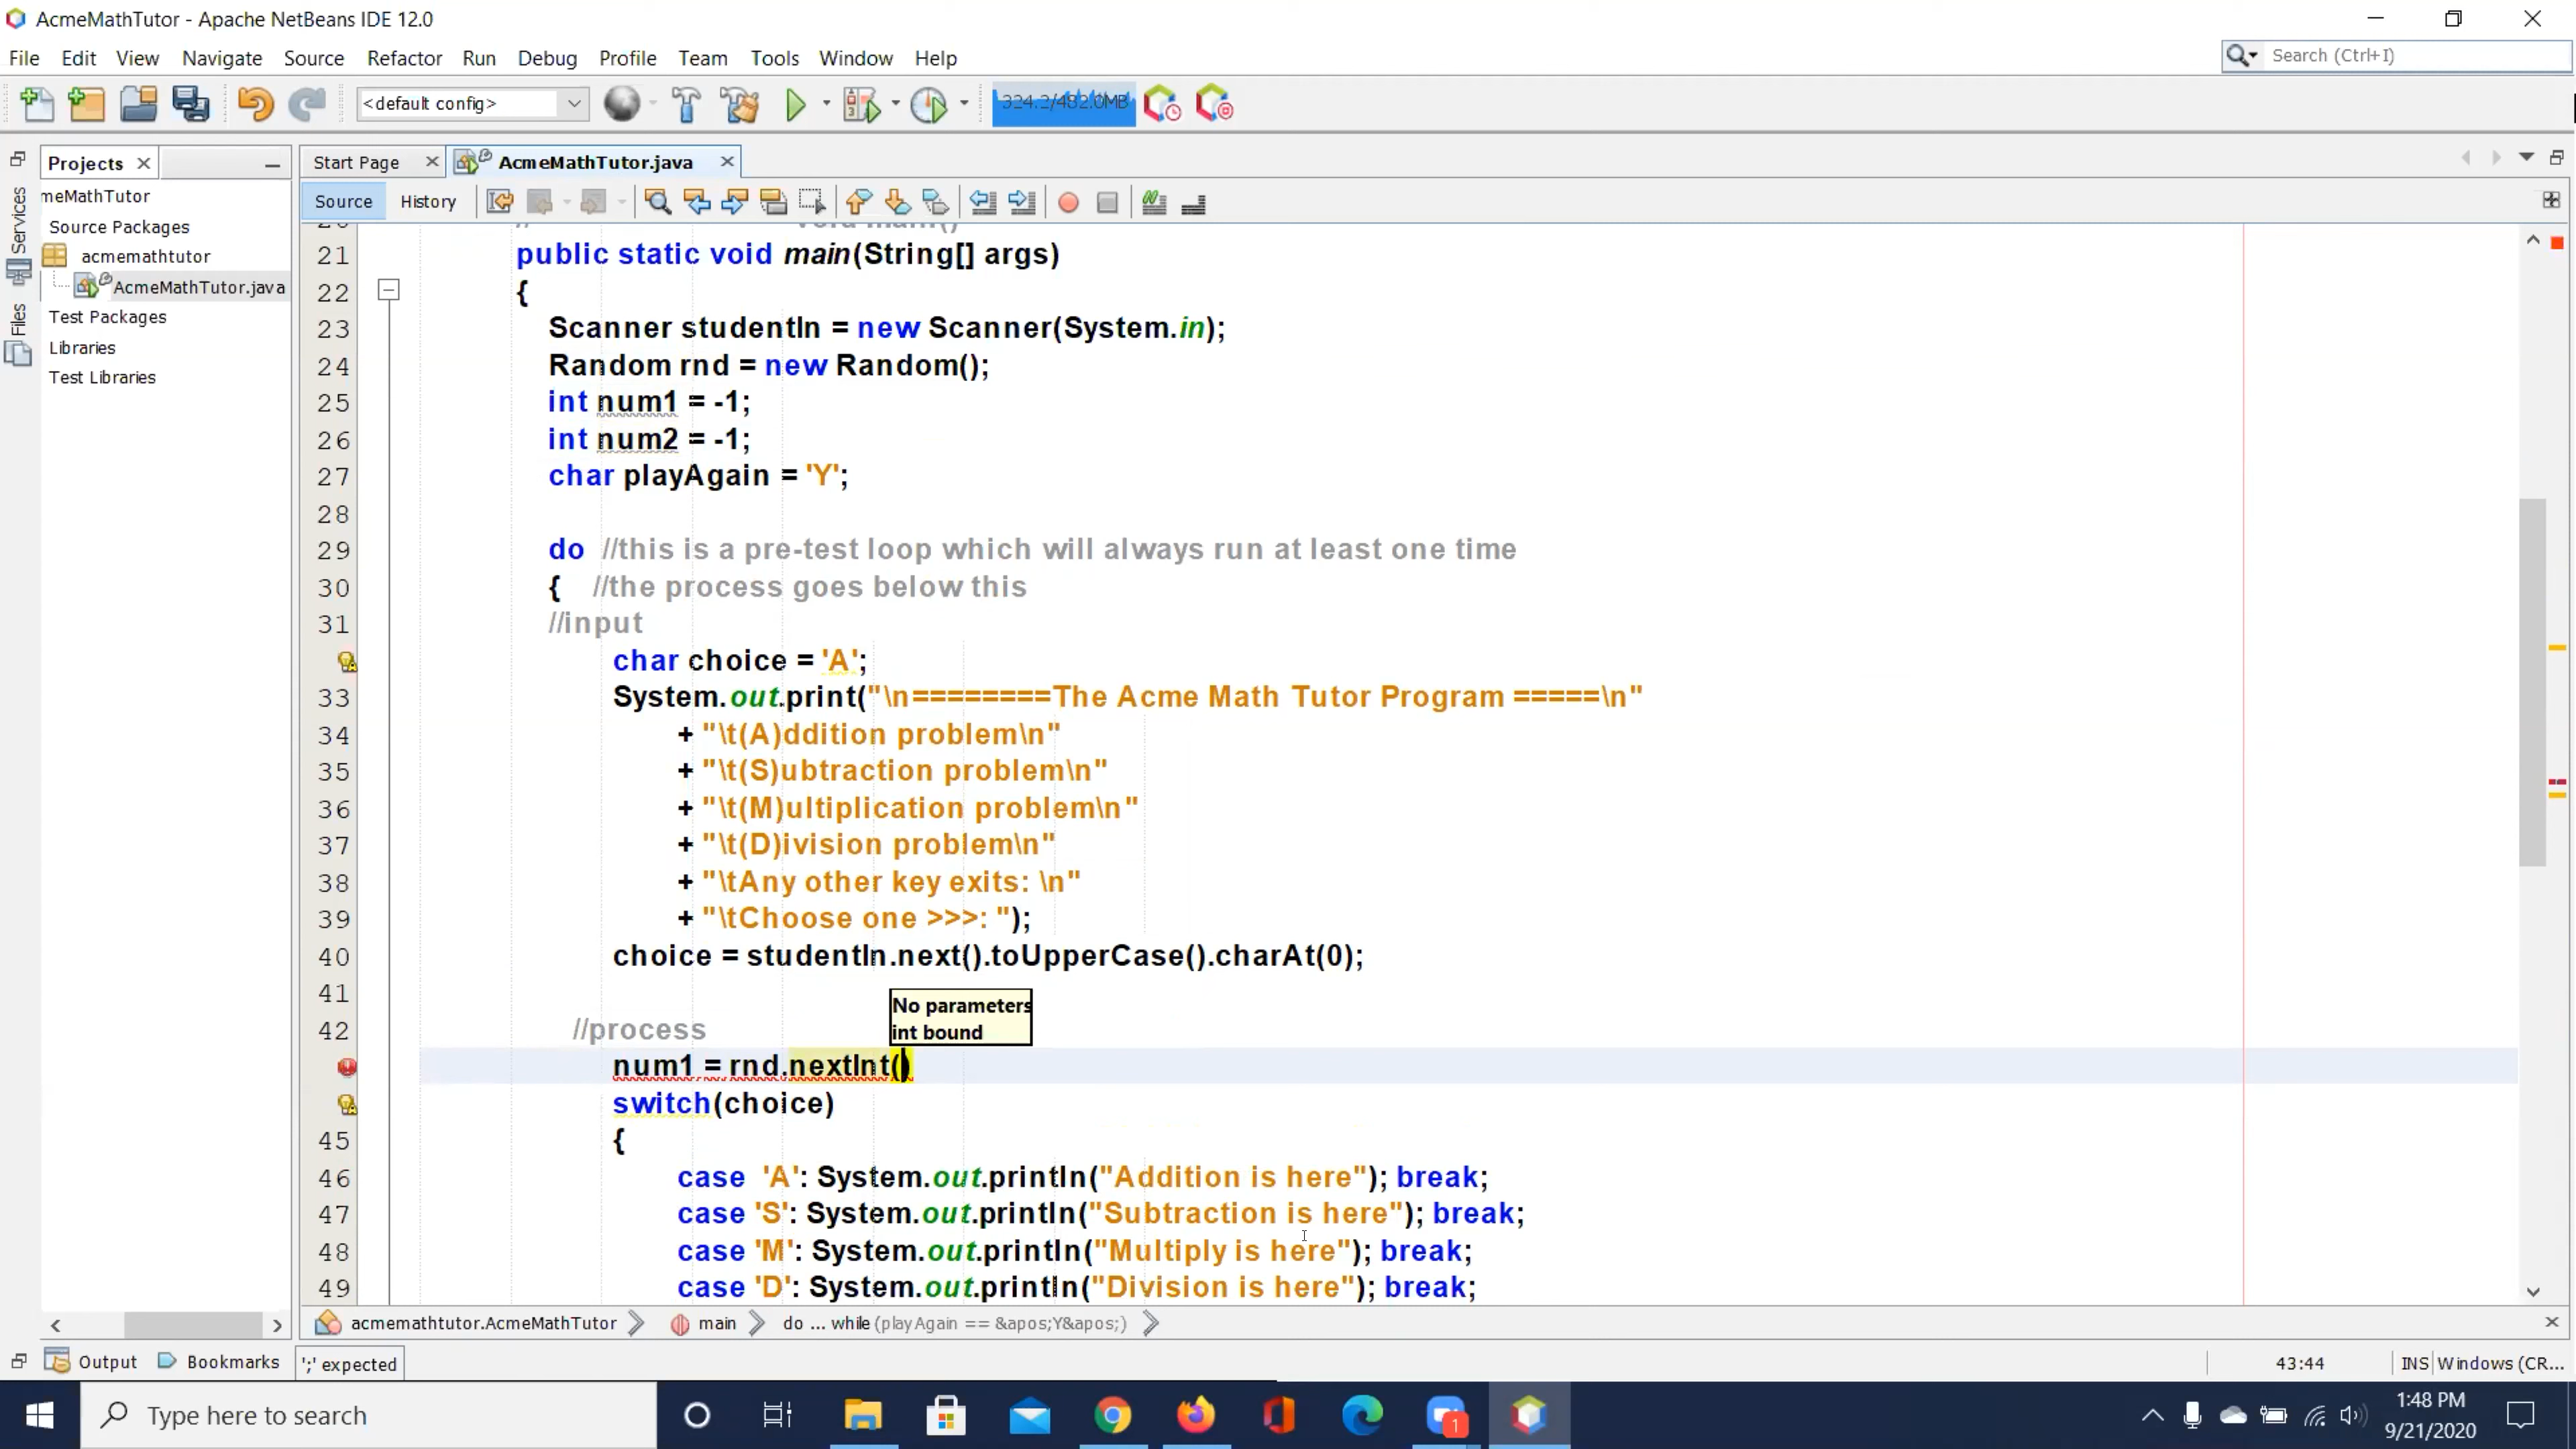 AcmeMathTutor - Apache NetBeans IDE 12.0
File Edit View Navigate Source Refactor Run Debug Profile Team Tools Window Help
Search (Ctrl+I)
<default config>
324.2/482.0MB
Projects
Start Page
AcmeMathTutor.java
Source History
Services
Files
meMathTutor
Source Packages
acmemathtutor
AcmeMathTutor.java
Test Packages
Libraries
Test Libraries
21 public static void main(String[] args)
22 {
23 Scanner studentIn = new Scanner(System.in);
24 Random rnd = new Random();
25 int num1 = -1;
26 int num2 = -1;
27 char playAgain = 'Y';
28
29 do //this is a pre-test loop which will always run at least one time
30 { //the process goes below this
31 //input
char choice = 'A';
33 System.out.print("\n========The Acme Math Tutor Program =====\n"
34 + "\t(A)ddition problem\n"
35 + "\t(S)ubtraction problem\n"
36 + "\t(M)ultiplication problem\n"
37 + "\t(D)ivision problem\n"
38 + "\tAny other key exits: \n"
39 + "\tChoose one >>>: ");
40 choice = studentIn.next().toUpperCase().charAt(0);
41
No parameters
int bound
42 //process
num1 = rnd.nextInt()
switch(choice)
45 {
46 case 'A': System.out.println("Addition is here"); break;
47 case 'S': System.out.println("Subtraction is here"); break;
48 case 'M': System.out.println("Multiply is here"); break;
49 case 'D': System.out.println("Division is here"); break;
acmemathtutor.AcmeMathTutor main do ... while (playAgain == &apos;Y&apos;)
Output Bookmarks ';' expected
43:44 INS Windows (CR...
Type here to search
1
1:48 PM
9/21/2020